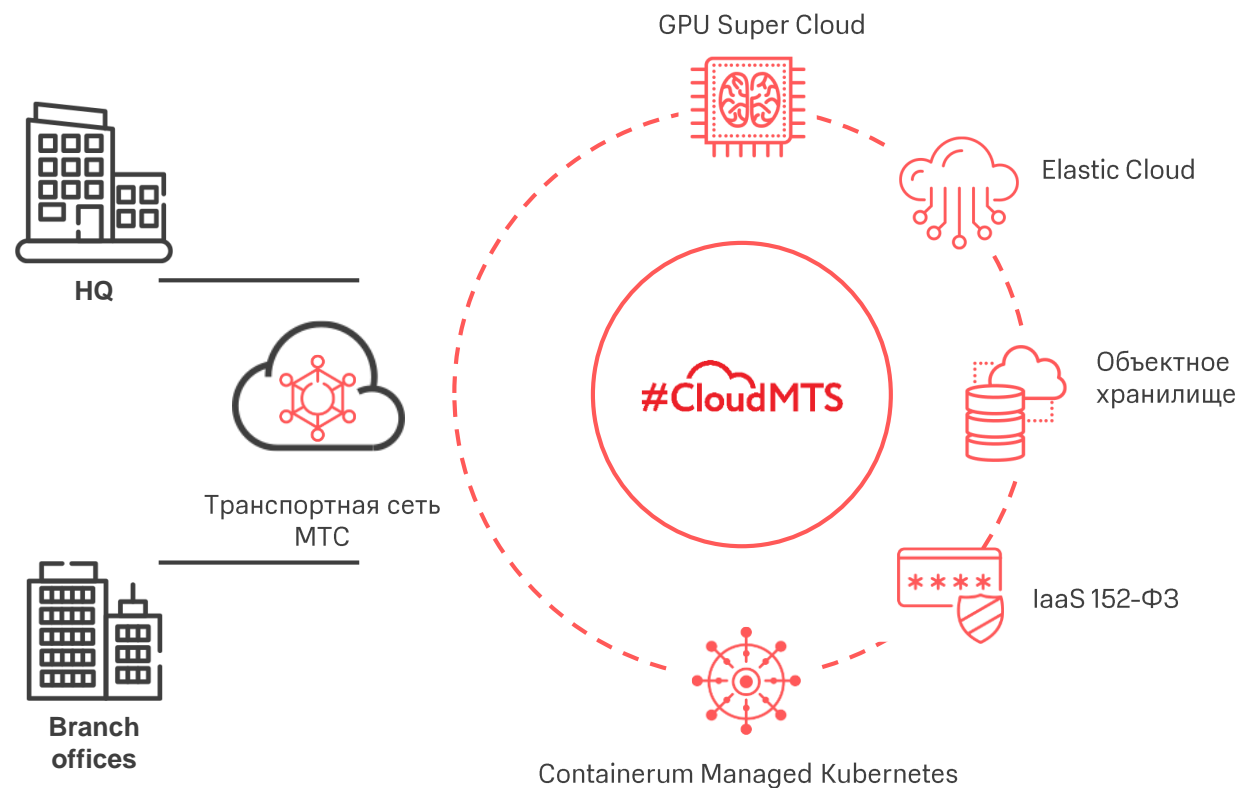 GPU Super Cloud
Elastic Cloud
HQ
#CloudMTS
Объектное
хранилище
Транспортная сеть
МТС
****
IaaS 152-ФЗ
Branch
offices
Containerum Managed Kubernetes